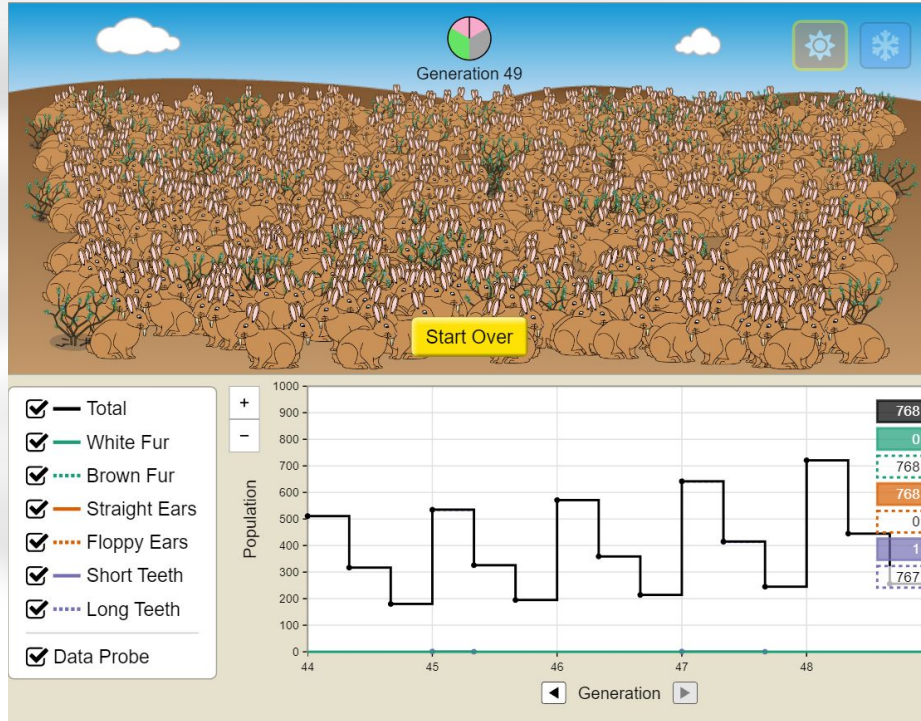 Generation 49
Start Over
Total
White Fur
Brown Fur
Straight Ears
Floppy Ears
Short Teeth
Long Teeth
Data Probe
+
−
Population
1000
900
800
700
600
500
400
300
200
100
0
44
45
46
47
48
Generation
768
0
768
768
0
1
767